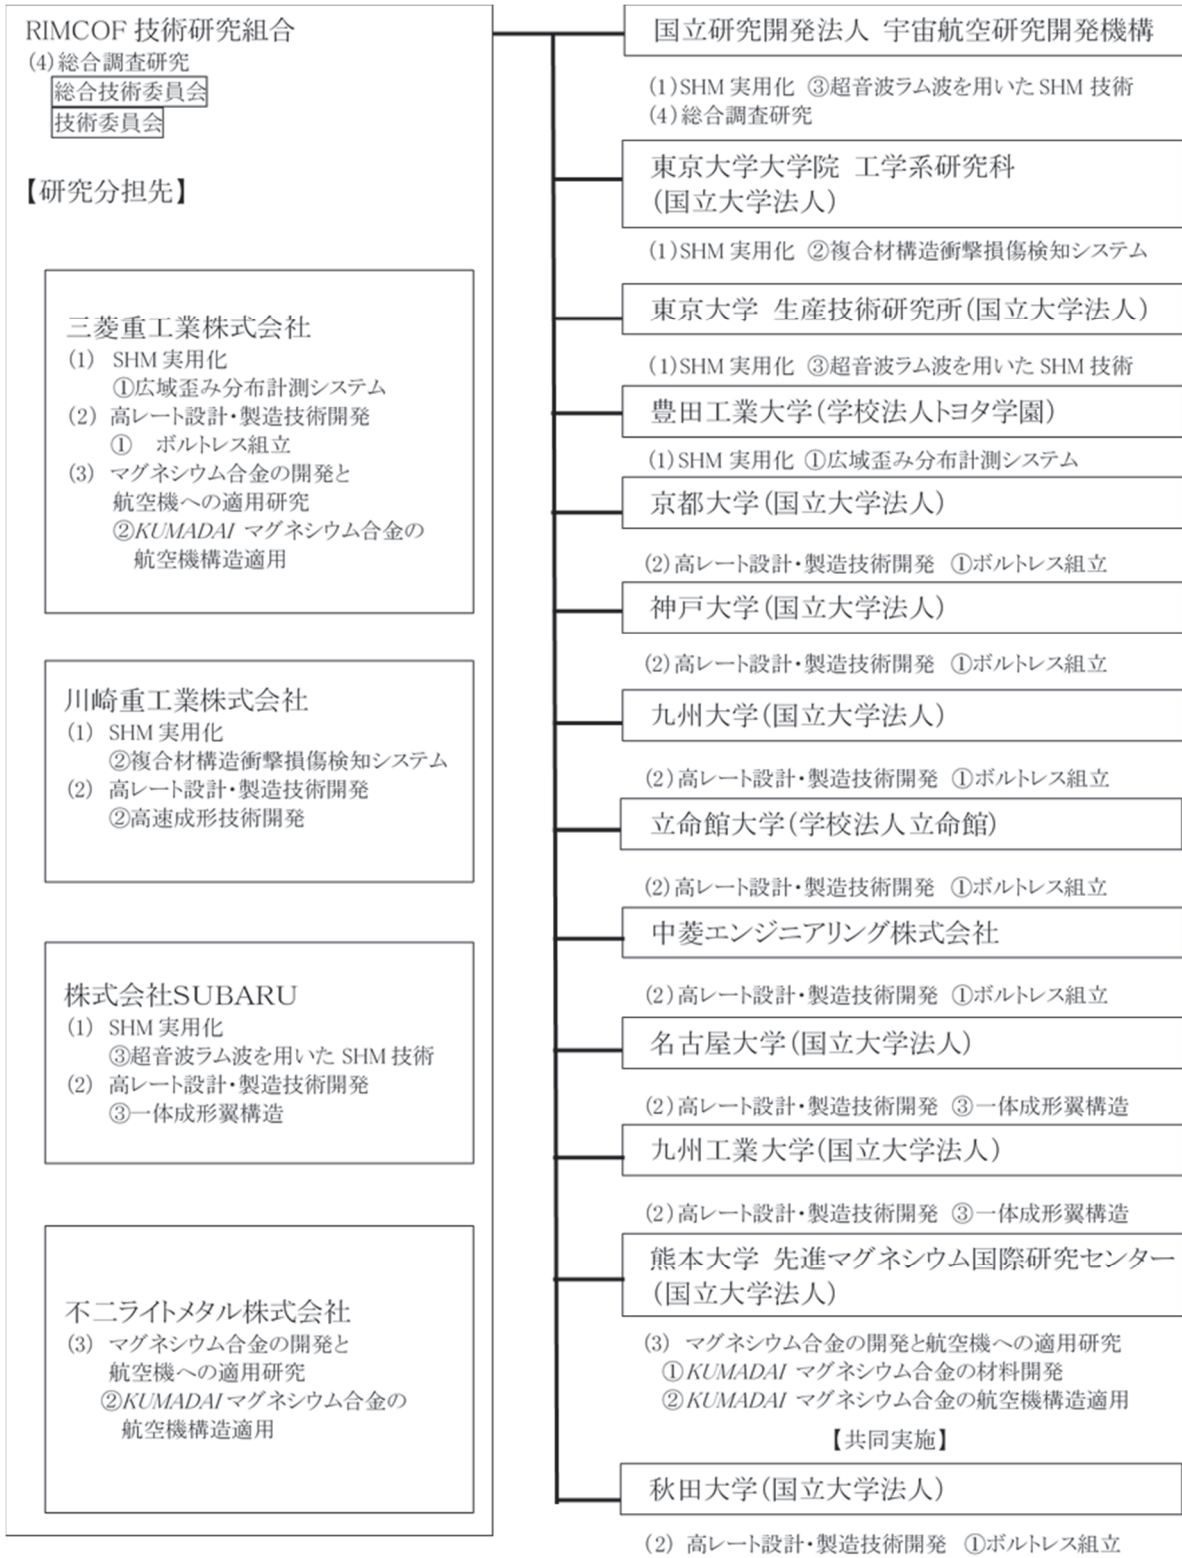 RIMCOF 技術研究組合
(4)総合調査研究
総合技術委員会
技術委員会
【研究分担先】
三菱重工業株式会社
(1) SHM 実用化
①広域歪み分布計測システム
(2) 高レート設計・製造技術開発
① ボルトレス組立
(3) マグネシウム合金の開発と
航空機への適用研究
②KUMADAI マグネシウム合金の
航空機構造適用
川崎重工業株式会社
(1) SHM 実用化
②複合材構造衝撃損傷検知システム
(2) 高レート設計・製造技術開発
②高速成形技術開発
株式会社SUBARU
(1) SHM 実用化
③超音波ラム波を用いた SHM 技術
(2) 高レート設計・製造技術開発
③一体成形翼構造
不二ライトメタル株式会社
(3) マグネシウム合金の開発と
航空機への適用研究
②KUMADAI マグネシウム合金の
航空機構造適用
国立研究開発法人 宇宙航空研究開発機構
(1)SHM 実用化 ③超音波ラム波を用いた SHM 技術
(4)総合調査研究
東京大学大学院 工学系研究科
(国立大学法人)
(1)SHM 実用化 ②複合材構造衝撃損傷検知システム
東京大学 生産技術研究所(国立大学法人)
(1)SHM 実用化 ③超音波ラム波を用いた SHM 技術
豊田工業大学(学校法人トヨタ学園)
(1)SHM 実用化 ①広域歪み分布計測システム
京都大学(国立大学法人)
(2)高レート設計・製造技術開発 ①ボルトレス組立
神戸大学(国立大学法人)
(2)高レート設計・製造技術開発 ①ボルトレス組立
九州大学(国立大学法人)
(2)高レート設計・製造技術開発 ①ボルトレス組立
立命館大学(学校法人立命館)
(2)高レート設計・製造技術開発 ①ボルトレス組立
中菱エンジニアリング株式会社
(2)高レート設計・製造技術開発 ①ボルトレス組立
名古屋大学(国立大学法人)
(2)高レート設計・製造技術開発 ③一体成形翼構造
九州工業大学(国立大学法人)
(2)高レート設計・製造技術開発 ③一体成形翼構造
熊本大学 先進マグネシウム国際研究センター
(国立大学法人)
(3) マグネシウム合金の開発と航空機への適用研究
①KUMADAI マグネシウム合金の材料開発
②KUMADAI マグネシウム合金の航空機構造適用
【共同実施】
秋田大学(国立大学法人)
(2) 高レート設計・製造技術開発 ①ボルトレス組立